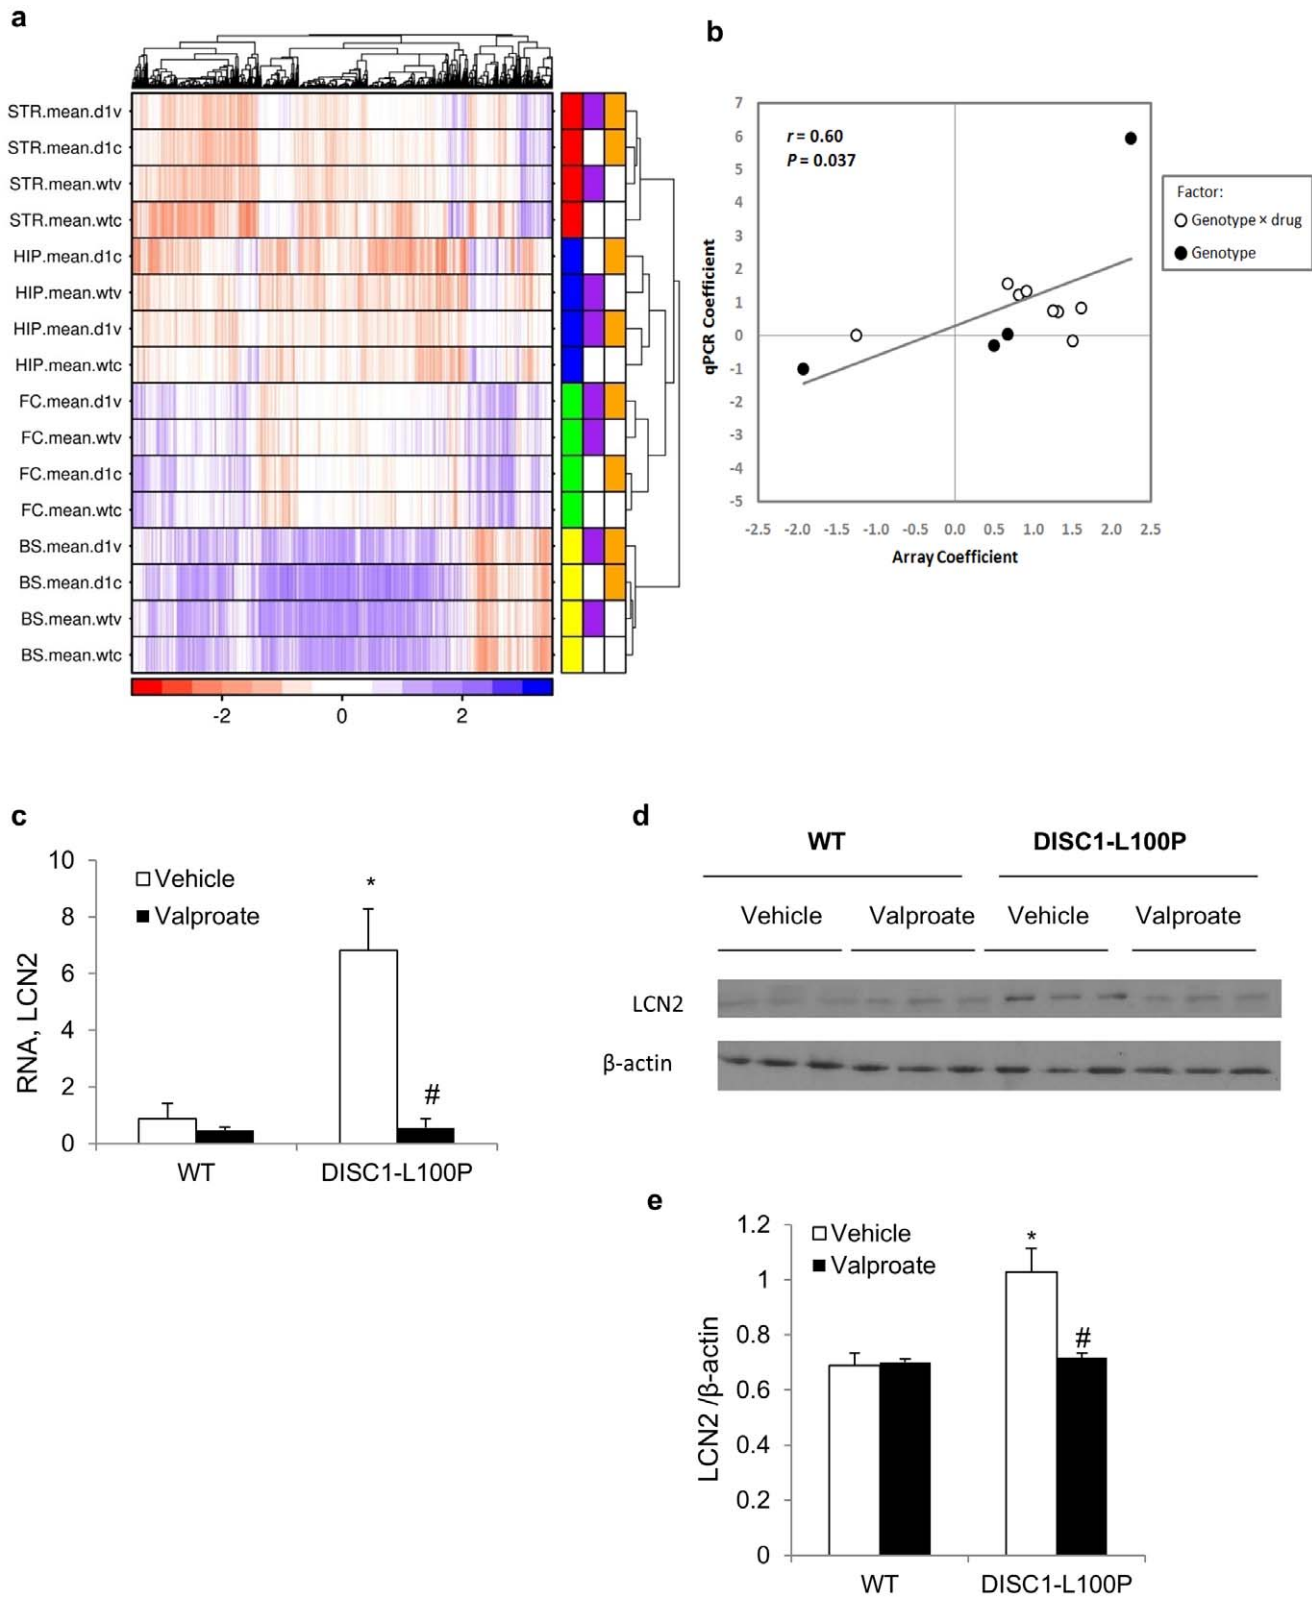 a
STR.mean.d1v
STR.mean.d1c
STR.mean.wtv
STR.mean.wtc
HIP.mean.d1c
HIP.mean.wtv
HIP.mean.d1v
HIP.mean.wtc
FC.mean.d1v
FC.mean.wtv
FC.mean.d1c
FC.mean.wtc
BS.mean.d1v
BS.mean.d1c
BS.mean.wtv
BS.mean.wtc
-2 0 2
b
7
6
5
4
3
2
1
0
-1
-2
-3
-4
-5
qPCR Coefficient
r = 0.60
P = 0.037
-2.5 -2.0 -1.5 -1.0 -0.5 0.0 0.5 1.0 1.5 2.0 2.5
Array Coefficient
Factor:
Genotype × drug
Genotype
c
10
8
6
4
2
0
RNA, LCN2
Vehicle
Valproate
*
#
WT DISC1-L100P
d
WT DISC1-L100P
Vehicle Valproate Vehicle Valproate
LCN2
β-actin
e
1.2
1
0.8
0.6
0.4
0.2
0
LCN2 /β-actin
Vehicle
Valproate
*
#
WT DISC1-L100P